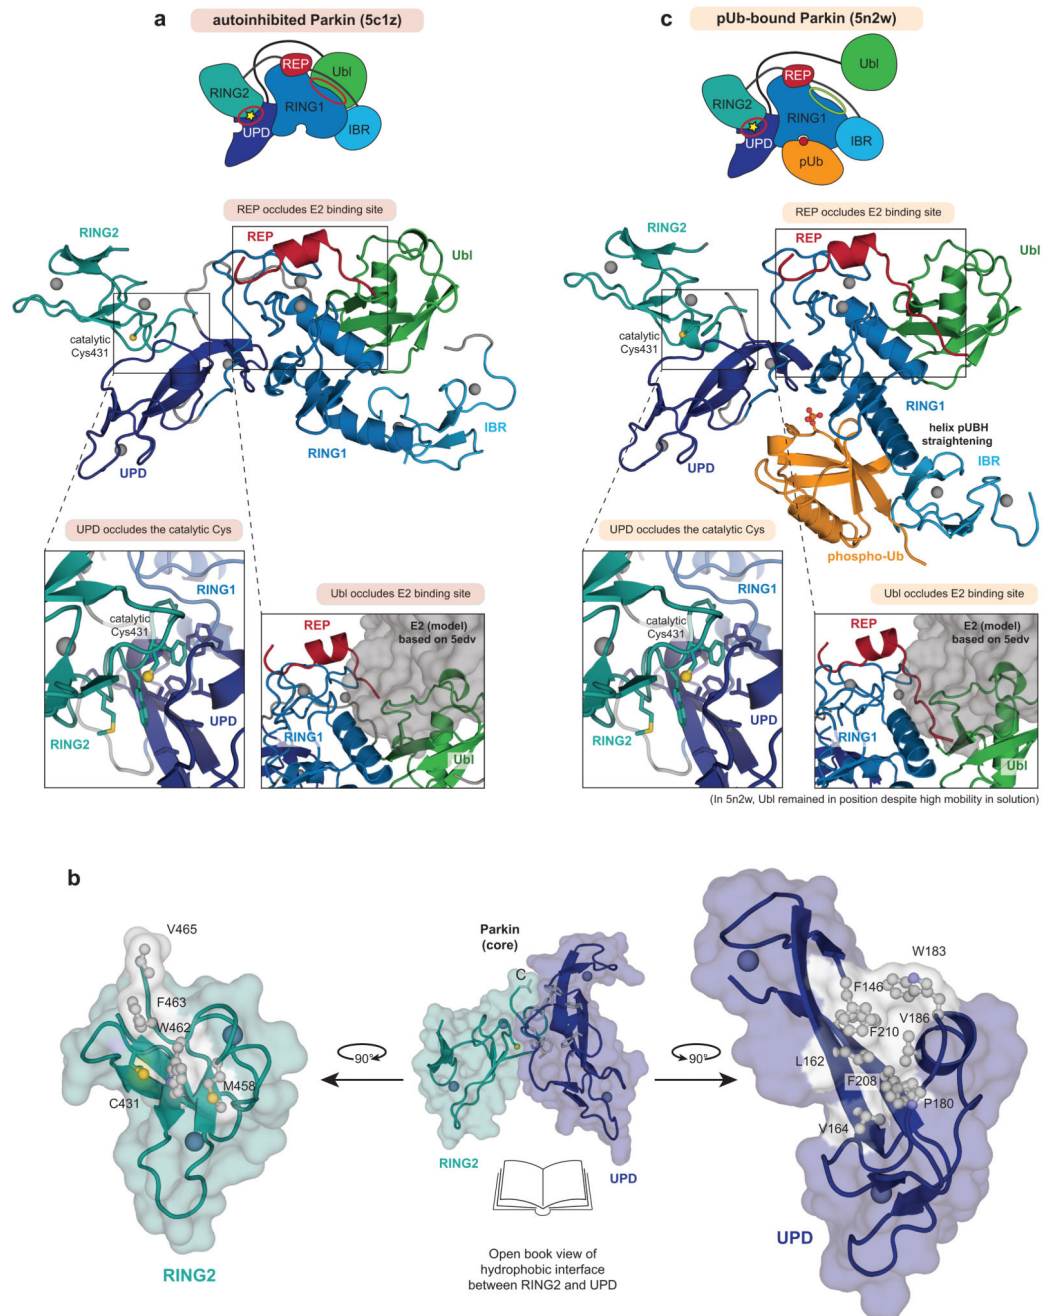 a
autoinhibited Parkin (5c1z)
REP
Ubl
RING2
RING1
UPD
IBR
REP occludes E2 binding site
RING2
REP
Ubl
catalytic
Cys431
IBR
RING1
UPD
UPD occludes the catalytic Cys
RING1
catalytic
Cys431
UPD
RING2
Ubl occludes E2 binding site
REP
E2 (model)
based on 5edv
RING1
Ubl
c
pUb-bound Parkin (5n2w)
Ubl
REP
RING2
RING1
UPD
IBR
pUb
REP occludes E2 binding site
RING2
REP
Ubl
catalytic
Cys431
RING1
helix pUBH
straightening
IBR
UPD
phospho-Ub
UPD occludes the catalytic Cys
RING1
catalytic
Cys431
UPD
RING2
Ubl occludes E2 binding site
REP
E2 (model)
based on 5edv
RING1
Ubl
(In 5n2w, Ubl remained in position despite high mobility in solution)
b
V465
F463
W462
M458
C431
RING2
90°
Parkin
(core)
C
RING2
UPD
Open book view of
hydrophobic interface
between RING2 and UPD
90°
W183
F146
V186
F210
L162
F208
P180
V164
UPD